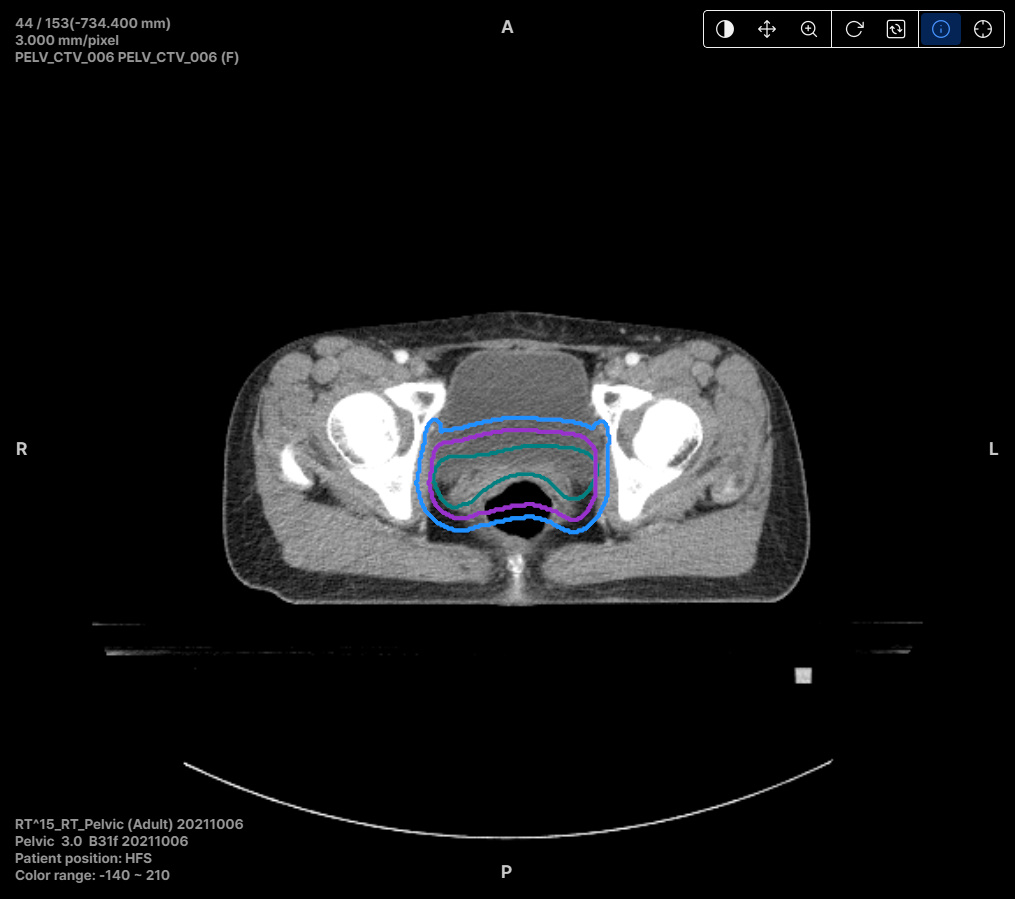 44 / 153(-734.400 mm)
3.000 mm/pixel
PELV_CTV_006 PELV_CTV_006 (F)
A
R
L
RT^15_RT_Pelvic (Adult) 20211006
Pelvic  3.0  B31f 20211006
Patient position: HFS
Color range: -140 ~ 210
P